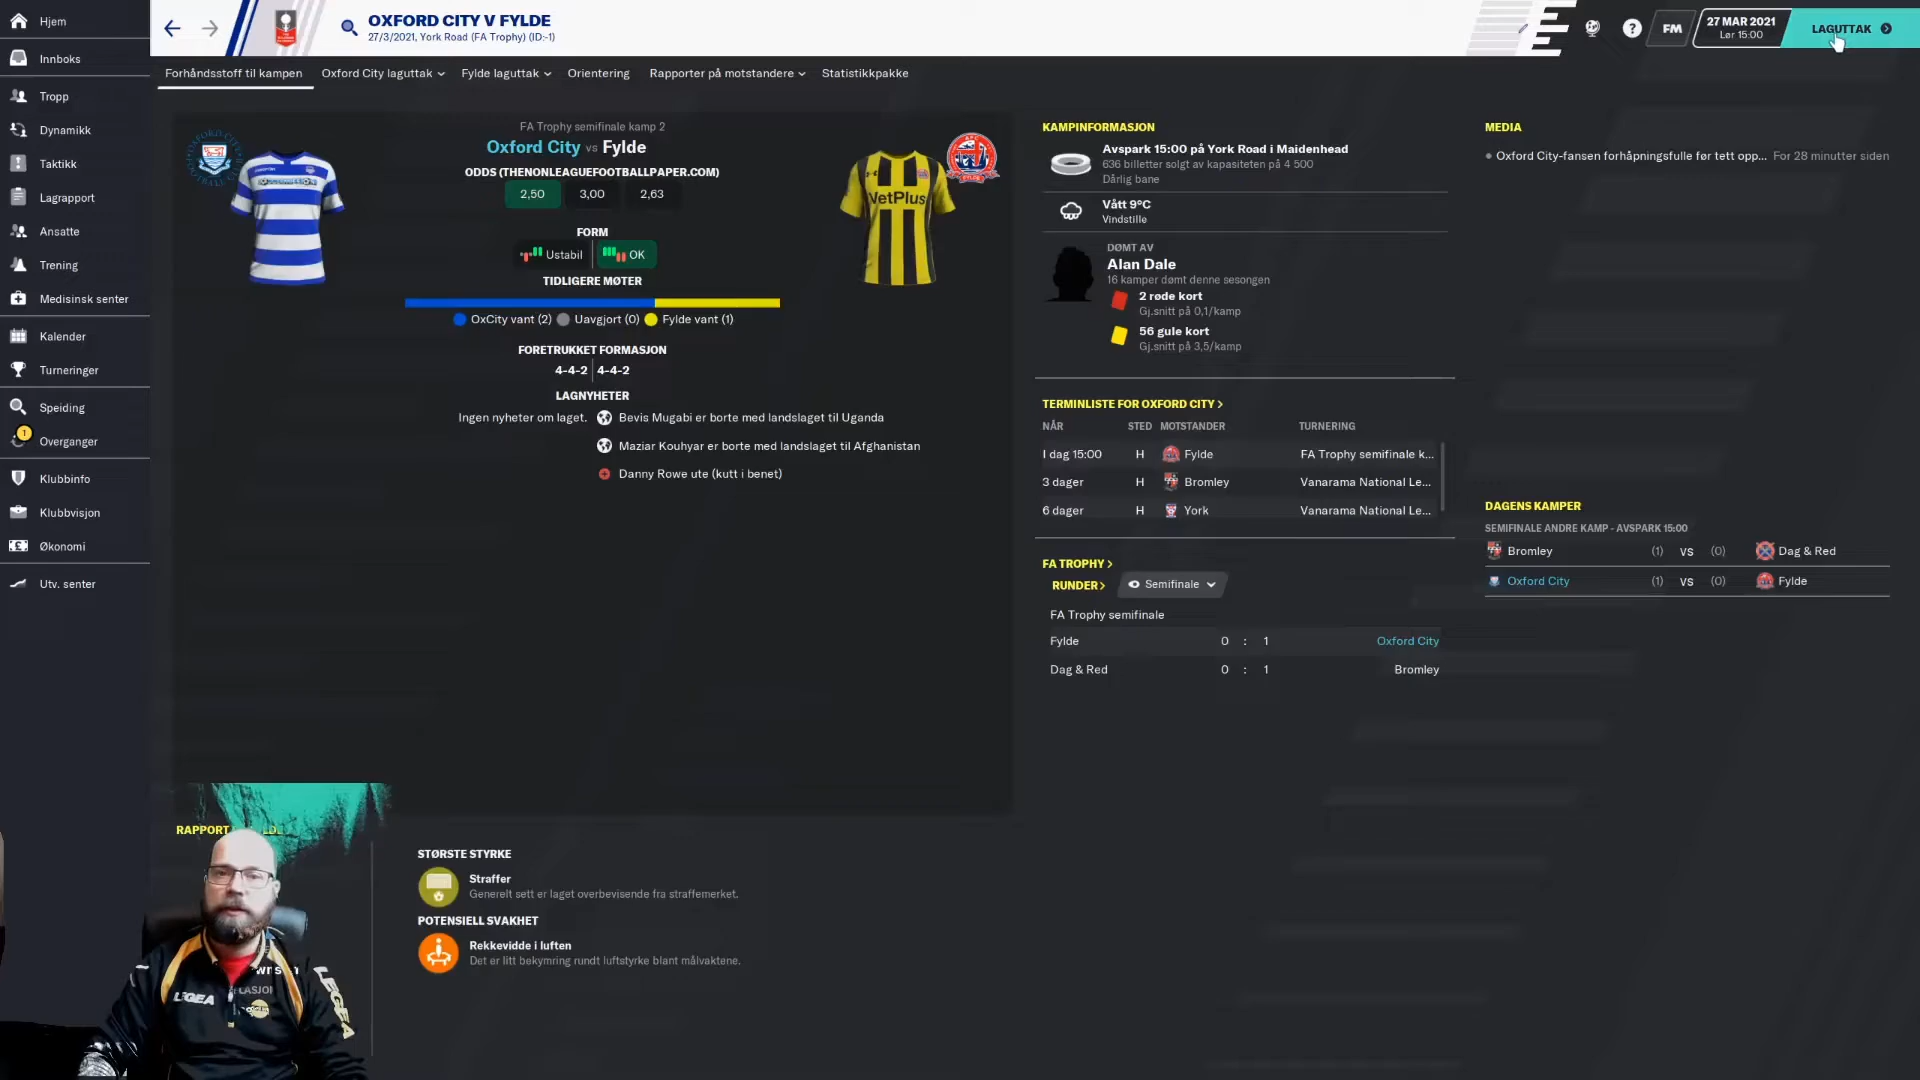 Hjem
Innboks
Tropp
Dynamikk
Taktikk
Lagrapport
Ansatte
Trening
Medisinsk senter
Kalender
Turneringer
Speiding
1
Overganger
Klubbinfo
Klubbvisjon
Økonomi
Utv. senter
OXFORD CITY V FYLDE
27/3/2021, York Road (FA Trophy) (ID:-1)
?
FM
27 MAR 2021
Lør 15:00
LAGUTTAK
Forhåndsstoff til kampen
Oxford City laguttak
Fylde laguttak
Orientering
Rapporter på motstandere
Statistikkpakke
FA Trophy semifinale kamp 2
Oxford City vs Fylde
ODDS (THENONLEAGUEFOOTBALLPAPER.COM)
2,50 3,00 2,63
VetPlus
FORM
Ustabil OK
TIDLIGERE MØTER
OxCity vant (2) Uavgjort (0) Fylde vant (1)
FORETRUKKET FORMASJON
4-4-2 4-4-2
LAGNYHETER
Ingen nyheter om laget.
Bevis Mugabi er borte med landslaget til Uganda
Maziar Kouhyar er borte med landslaget til Afghanistan
Danny Rowe ute (kutt i benet)
KAMPINFORMASJON
Avspark 15:00 på York Road i Maidenhead
636 billetter solgt av kapasiteten på 4 500
Dårlig bane
Vått 9°C
Vindstille
DØMT AV
Alan Dale
16 kamper dømt denne sesongen
2 røde kort
Gj.snitt på 0,1/kamp
56 gule kort
Gj.snitt på 3,5/kamp
TERMINLISTE FOR OXFORD CITY
NÅR STED MOTSTANDER TURNERING
I dag 15:00 H Fylde FA Trophy semifinale k...
3 dager H Bromley Vanarama National Le...
6 dager H York Vanarama National Le...
FA TROPHY
RUNDER Semifinale
FA Trophy semifinale
Fylde 0 : 1 Oxford City
Dag & Red 0 : 1 Bromley
MEDIA
Oxford City-fansen forhåpningsfulle før tett opp... For 28 minutter siden
DAGENS KAMPER
SEMIFINALE ANDRE KAMP - AVSPARK 15:00
Bromley (1) vs (0) Dag & Red
Oxford City (1) vs (0) Fylde
RAPPORT
STØRSTE STYRKE
Straffer
Generelt sett er laget overbevisende fra straffemerket.
POTENSIELL SVAKHET
Rekkevidde i luften
Det er litt bekymring rundt luftstyrke blant målvaktene.
LEGEA
LEGEA